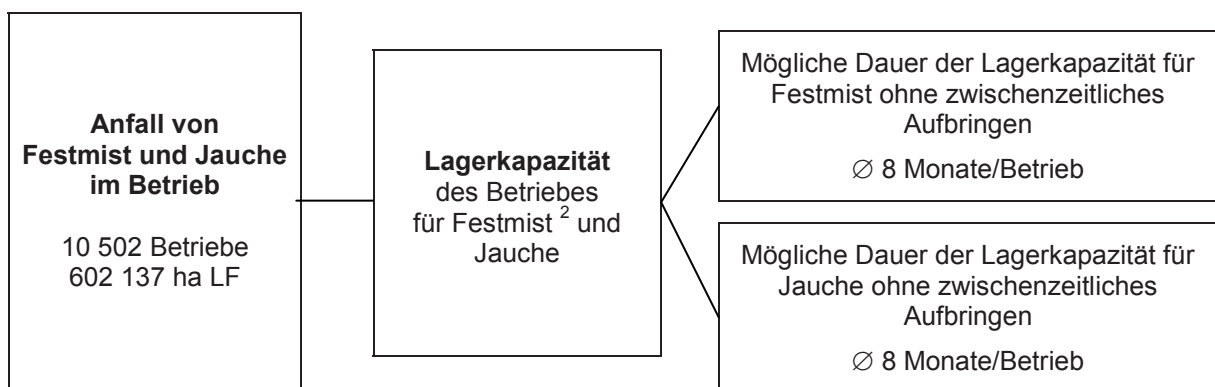 Anfall von
Festmist und Jauche
im Betrieb
10 502 Betriebe
602 137 ha LF
Lagerkapazität
des Betriebes
für Festmist ² und
Jauche
Mögliche Dauer der Lagerkapazität für
Festmist ohne zwischenzeitliches
Aufbringen
∅ 8 Monate/Betrieb
Mögliche Dauer der Lagerkapazität für
Jauche ohne zwischenzeitliches
Aufbringen
∅ 8 Monate/Betrieb